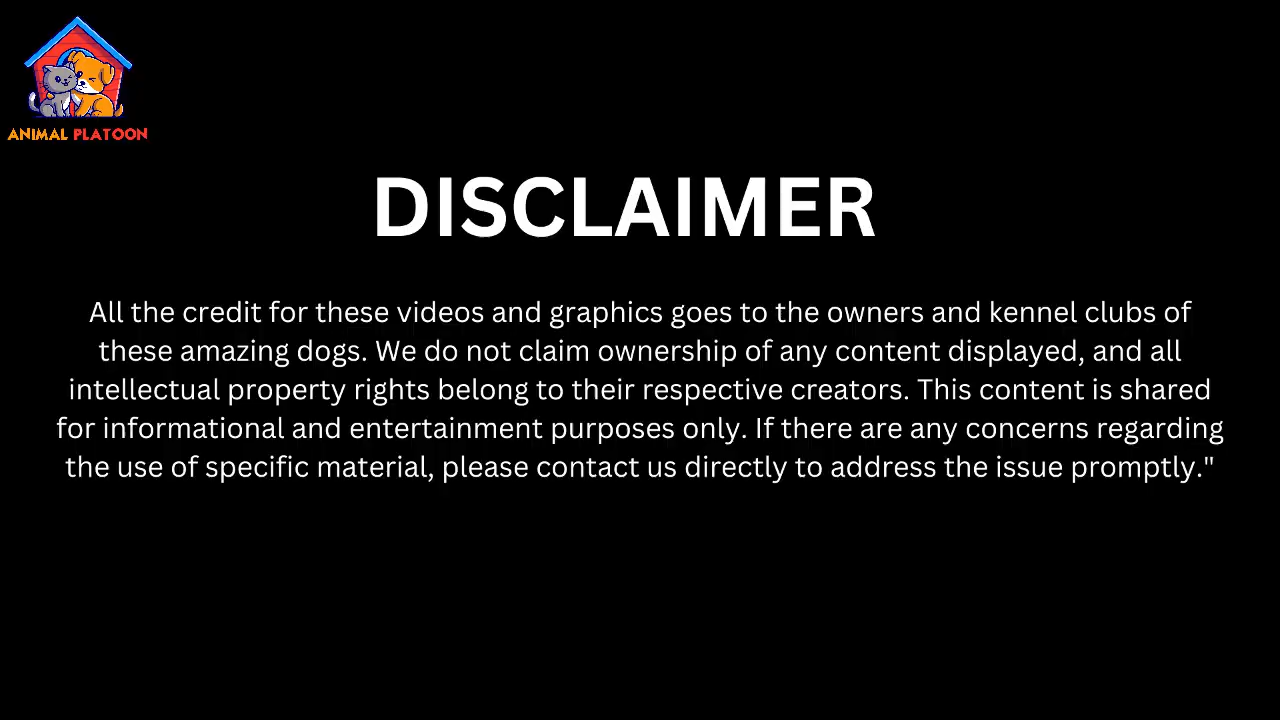 ANIMAL PLATOON
DISCLAIMER
All the credit for these videos and graphics goes to the owners and kennel clubs of
these amazing dogs. We do not claim ownership of any content displayed, and all
intellectual property rights belong to their respective creators. This content is shared
for informational and entertainment purposes only. If there are any concerns regarding
the use of specific material, please contact us directly to address the issue promptly."